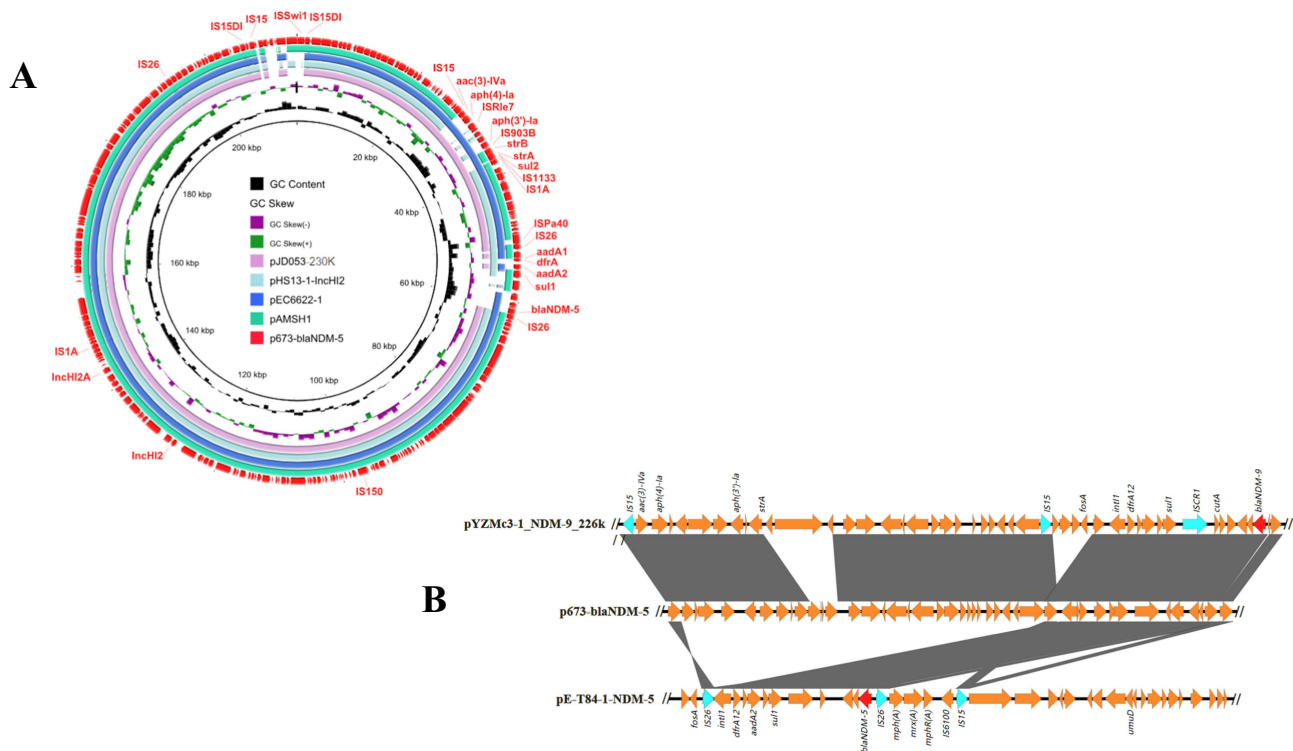 A
ISSwi1
IS15DI
IS15
IS15DI
IS26
IS15
aac(3)-IVa
aph(4)-Ia
ISRle7
aph(3')-Ia
IS903B
strB
strA
sul2
IS1133
IS1A
ISPa40
IS26
aadA1
dfrA
aadA2
sul1
blaNDM-5
IS26
IS150
IncHI2
IncHI2A
IS1A
20 kbp
40 kbp
60 kbp
80 kbp
100 kbp
120 kbp
140 kbp
160 kbp
180 kbp
200 kbp
GC Content
GC Skew
GC Skew(-)
GC Skew(+)
pJD053-230K
pHS13-1-IncHI2
pEC6622-1
pAMSH1
p673-blaNDM-5
B
IS15
aac(3)-IVa
aph(4)-Ia
aph(3')-Ia
strA
IS15
fosA
intI1
dfrA12
sul1
ISCR1
cutA
blaNDM-9
pYZMc3-1_NDM-9_226k // //
/ /
p673-blaNDM-5 // //
pE-T84-1-NDM-5 // //
fosA
IS26
intI1
dfrA12
aadA2
sul1
blaNDM-5
IS26
mph(A)
mrx(A)
mphR(A)
IS6100
IS15
umuD